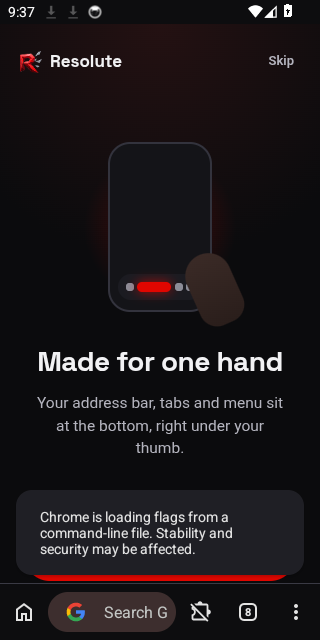 9:37
Resolute
Skip
Made for one hand
Your address bar, tabs and menu sit
at the bottom, right under your
thumb.
Chrome is loading flags from a
command-line file. Stability and
security may be affected.
Search G
8